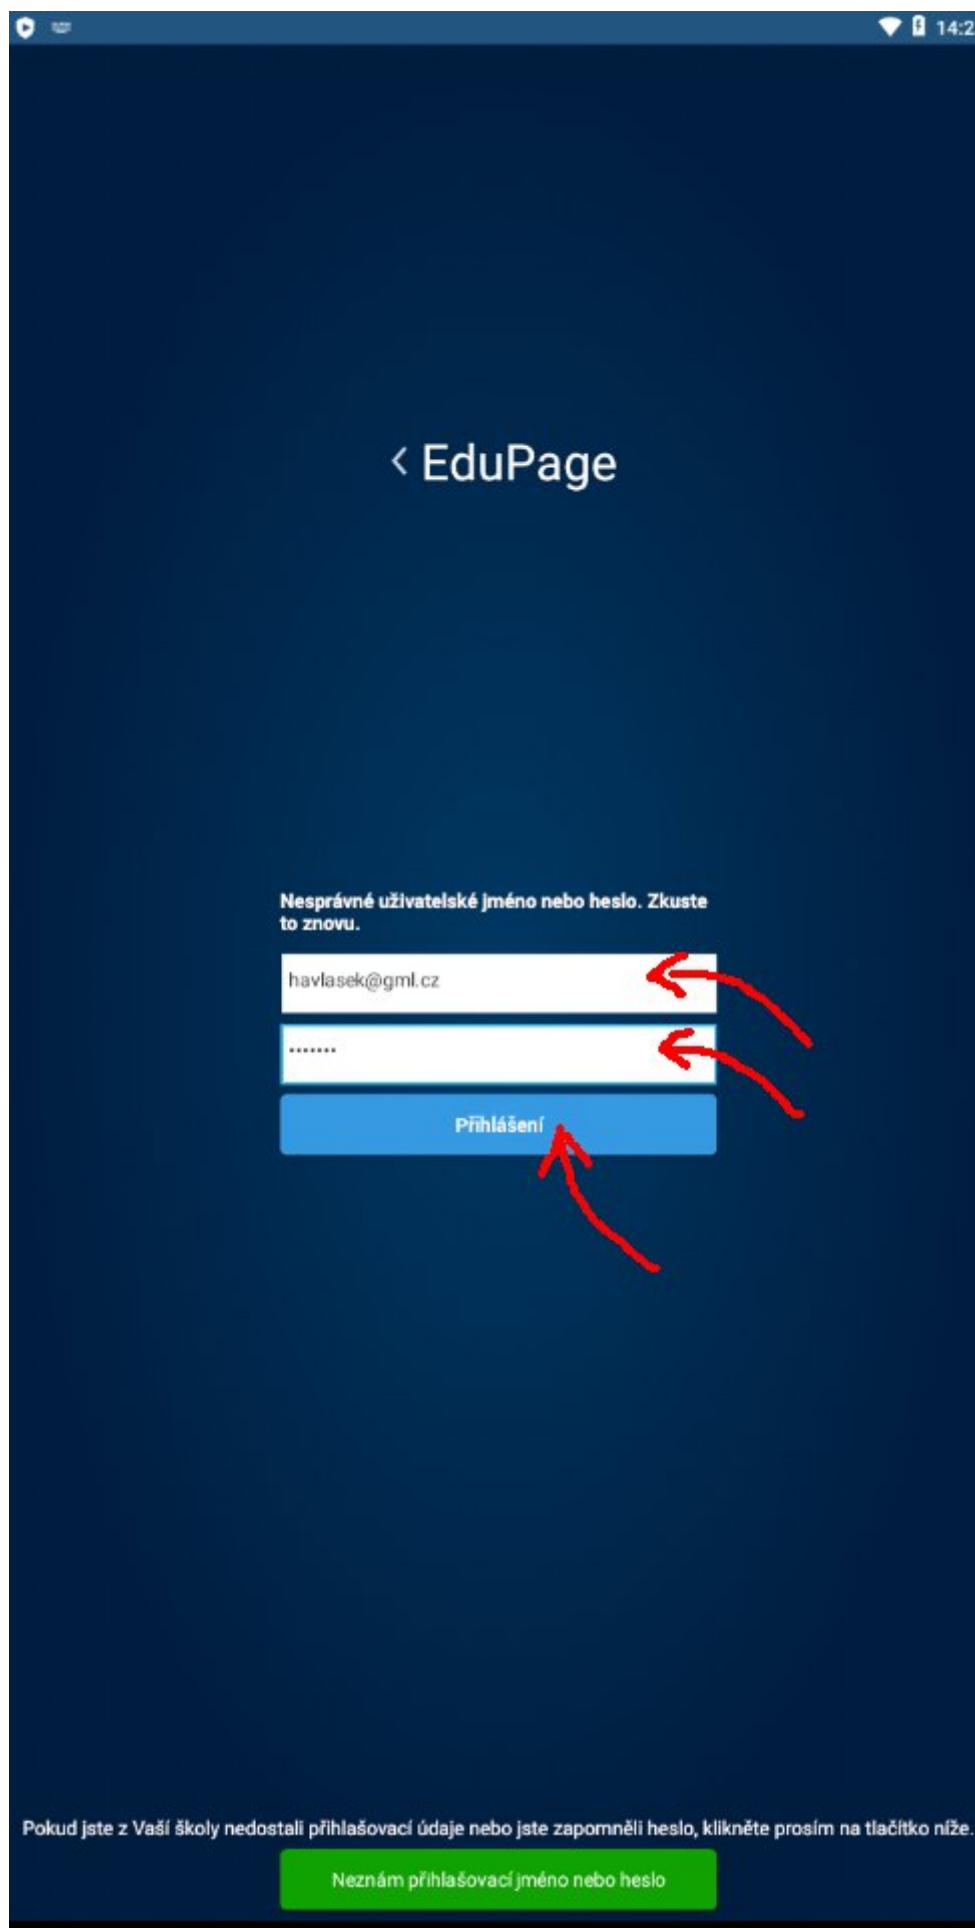 14:2
< EduPage
Nesprávné uživatelské jméno nebo heslo. Zkuste
to znovu.
havlasek@gml.cz
·······
Přihlášení
Pokud jste z Vaší školy nedostali přihlašovací údaje nebo jste zapomněli heslo, klikněte prosím na tlačítko níže.
Neznám přihlašovací jméno nebo heslo